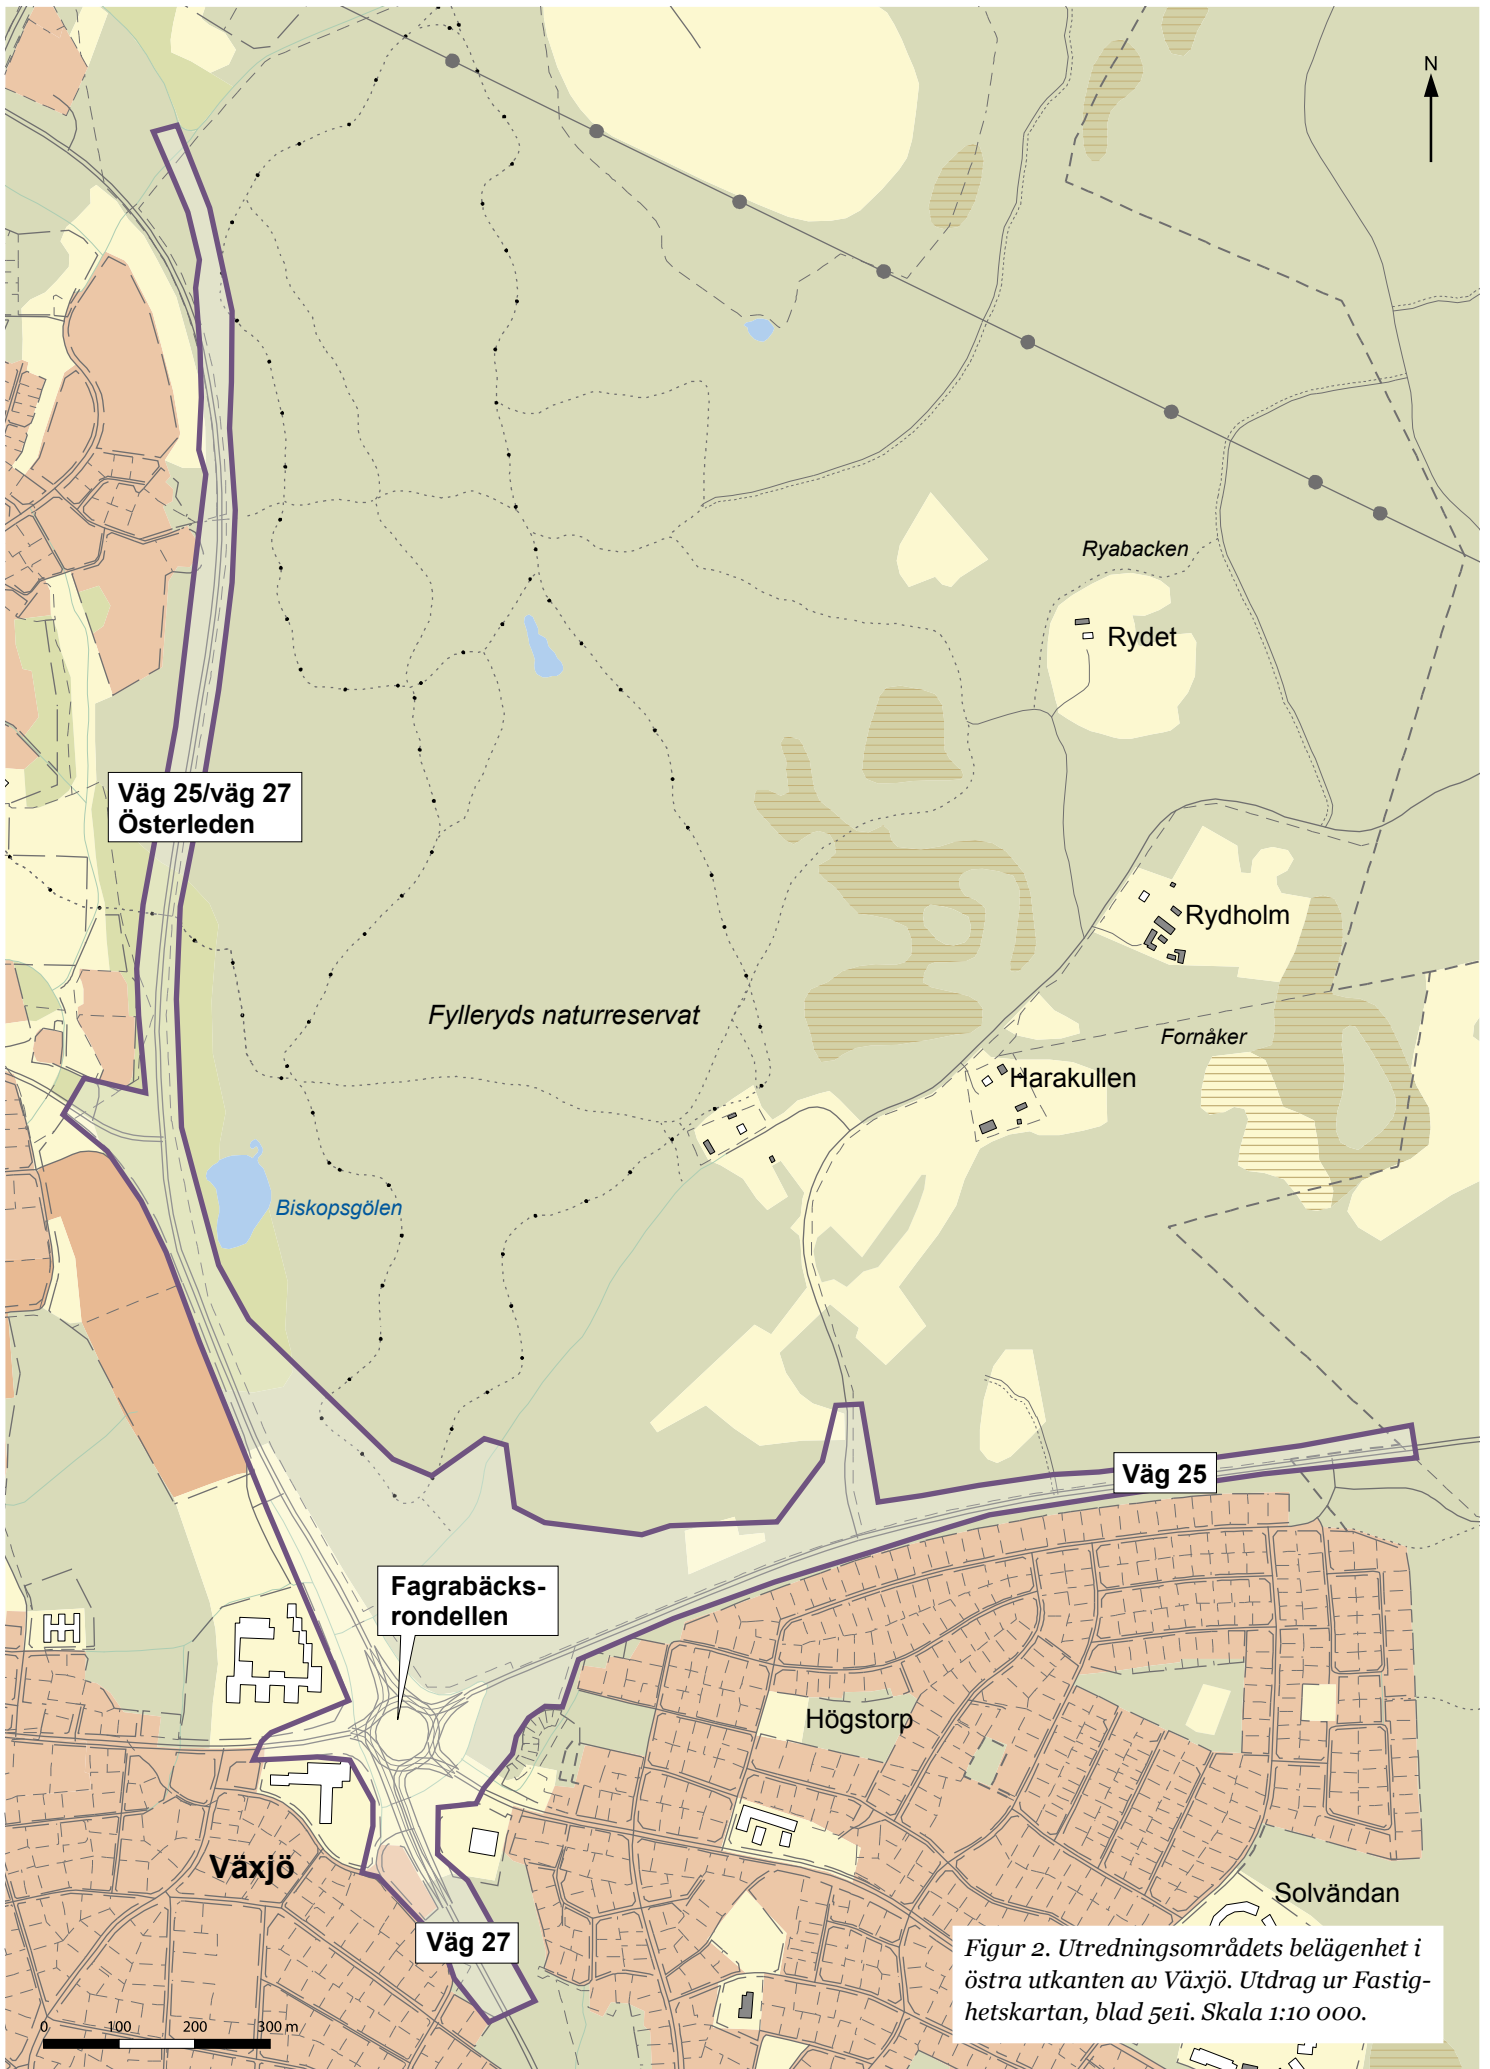 N
Ryabacken
Rydet
Väg 25/väg 27
Österleden
Rydholm
Fylleryds naturreservat
Fornåker
Harakullen
Biskopsgölen
Väg 25
Fagrabäcks-
rondellen
Högstorp
Växjö
Solvändan
Väg 27
Figur 2. Utredningsområdets belägenhet i
östra utkanten av Växjö. Utdrag ur Fastig-
hetskartan, blad 5e1i. Skala 1:10 000.
0 100 200 300 m